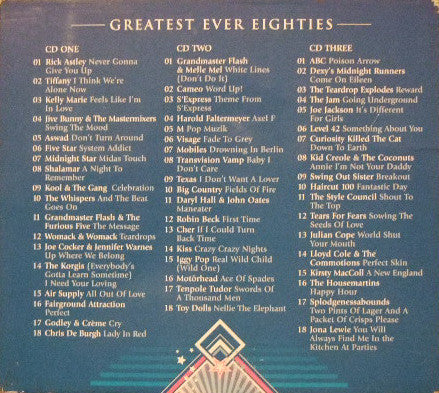 GREATEST EVER EIGHTIES
CD ONE
01 Rick Astley Never Gonna
Give You Up
02 Tiffany I Think We're
Alone Now
03 Kelly Marie Feels Like I'm
In Love
04 Jive Bunny & The Mastermixers
Swing The Mood
05 Aswad Don't Turn Around
06 Five Star System Addict
07 Midnight Star Midas Touch
08 Shalamar A Night To
Remember
09 Kool & The Gang Celebration
10 The Whispers And The Beat
Goes On
11 Grandmaster Flash & The
Furious Five The Message
12 Womack & Womack Teardrops
13 Joe Cocker & Jennifer Warnes
Up Where We Belong
14 The Korgis (Everybody's
Gotta Learn Sometime)
I Need Your Loving
15 Air Supply All Out Of Love
16 Fairground Attraction
Perfect
17 Godley & Crème Cry
18 Chris De Burgh Lady In Red
CD TWO
01 Grandmaster Flash
& Melle Mel White Lines
(Don't Do It)
02 Cameo Word Up!
03 S'Express Theme From
S'Express
04 Harold Faltermeyer Axel F
05 M Pop Muzik
06 Visage Fade To Grey
07 Mobiles Drowning In Berlin
08 Transvision Vamp Baby I
Don't Care
09 Texas I Don't Want A Lover
10 Big Country Fields Of Fire
11 Daryl Hall & John Oates
Maneater
12 Robin Beck First Time
13 Cher If I Could Turn
Back Time
14 Kiss Crazy Crazy Nights
15 Iggy Pop Real Wild Child
(Wild One)
16 Motörhead Ace Of Spades
17 Tenpole Tudor Swords Of
A Thousand Men
18 Toy Dolls Nellie The Elephant
CD THREE
01 ABC Poison Arrow
02 Dexy's Midnight Runners
Come On Eileen
03 The Teardrop Explodes Reward
04 The Jam Going Underground
05 Joe Jackson It's Different
For Girls
06 Level 42 Something About You
07 Curiosity Killed The Cat
Down To Earth
08 Kid Creole & The Coconuts
Annie I'm Not Your Daddy
09 Swing Out Sister Breakout
10 Haircut 100 Fantastic Day
11 The Style Council Shout To
The Top
12 Tears For Fears Sowing The
Seeds Of Love
13 Julian Cope World Shut
Your Mouth
14 Lloyd Cole & The
Commotions Perfect Skin
15 Kirsty MacColl A New England
16 The Housemartins
Happy Hour
17 Splodgenessabounds
Two Pints Of Lager And A
Packet Of Crisps Please
18 Jona Lewie You Will
Always Find Me In the
Kitchen At Parties